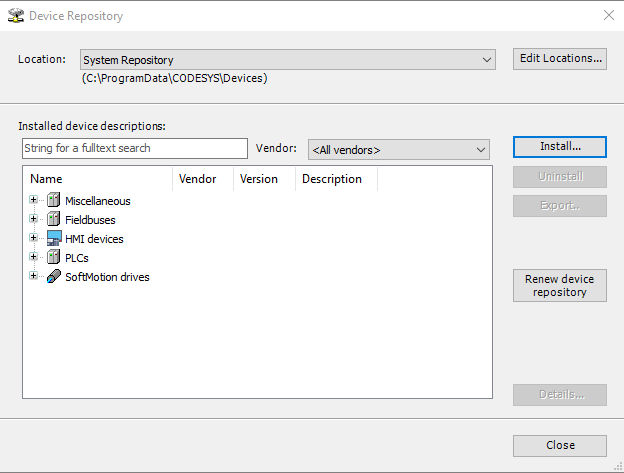 Device Repository
Location:
System Repository
Edit Locations...
(C:\ProgramData\CODESYS\Devices)
Installed device descriptions:
String for a fulltext search
Vendor:
<All vendors>
Install...
Name
Vendor
Version
Description
Uninstall
Miscellaneous
Export...
Fieldbuses
HMI devices
PLCs
SoftMotion drives
Renew device
repository
Details...
Close